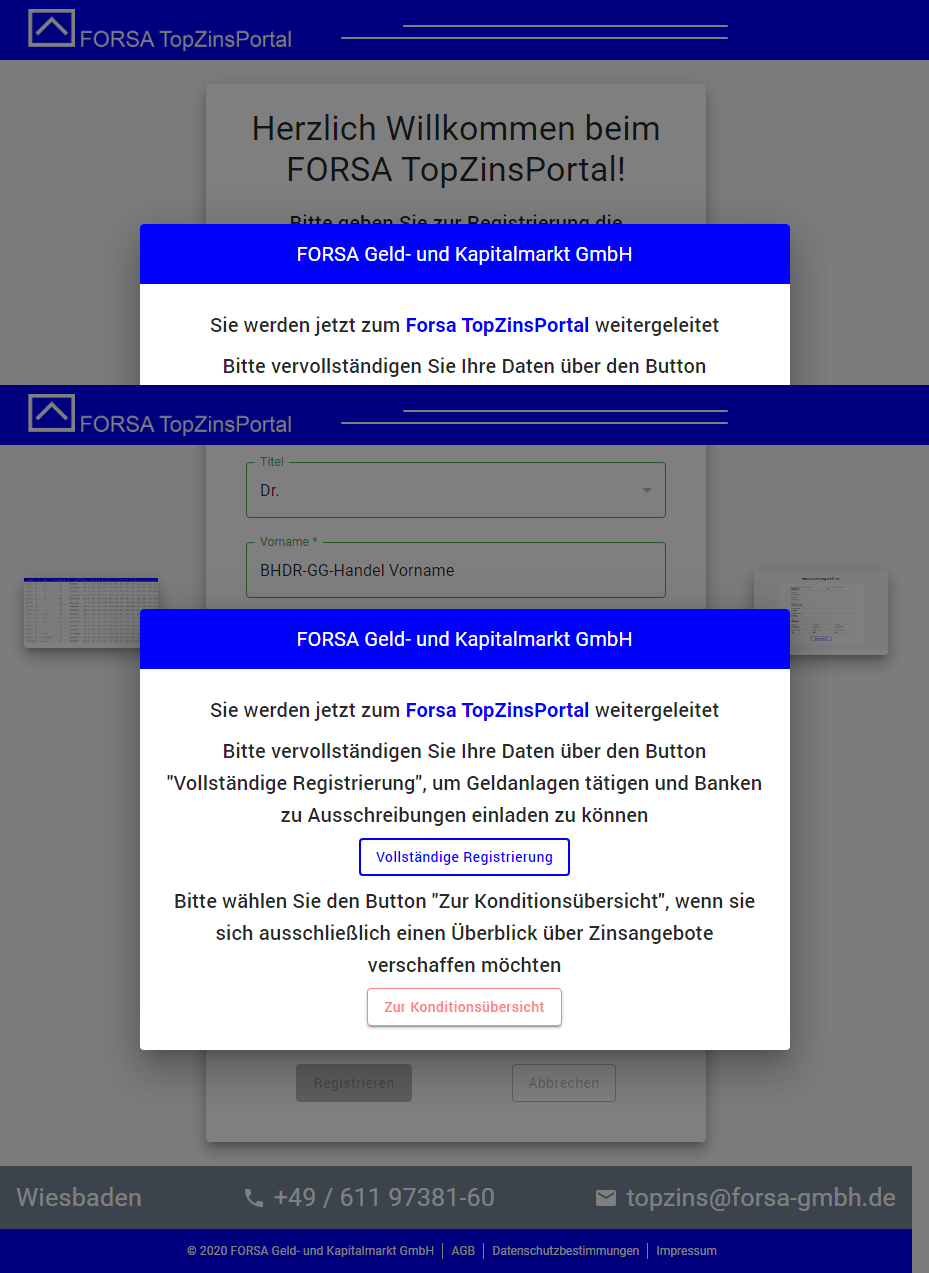 FORSA TopZinsPortal
Herzlich Willkommen beim
FORSA TopZinsPortal!
Bitte geben Sie zur Registrierung die
FORSA Geld- und Kapitalmarkt GmbH
Sie werden jetzt zum Forsa TopZinsPortal weitergeleitet
Bitte vervollständigen Sie Ihre Daten über den Button
FORSA TopZinsPortal
Titel
Dr.
Vorname *
BHDR-GG-Handel Vorname
FORSA Geld- und Kapitalmarkt GmbH
Sie werden jetzt zum Forsa TopZinsPortal weitergeleitet
Bitte vervollständigen Sie Ihre Daten über den Button
"Vollständige Registrierung", um Geldanlagen tätigen und Banken
zu Ausschreibungen einladen zu können
Vollständige Registrierung
Bitte wählen Sie den Button "Zur Konditionsübersicht", wenn sie
sich ausschließlich einen Überblick über Zinsangebote
verschaffen möchten
Zur Konditionsübersicht
Registrieren Abbrechen
Wiesbaden +49 / 611 97381-60 topzins@forsa-gmbh.de
© 2020 FORSA Geld- und Kapitalmarkt GmbH | AGB | Datenschutzbestimmungen | Impressum